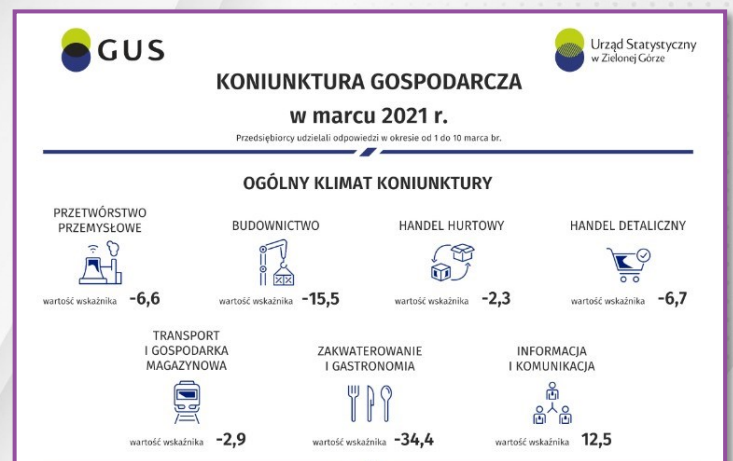 GUS
Urząd Statystyczny
w Zielonej Górze
KONIUNKTURA GOSPODARCZA
w marcu 2021 r.
Przedsiębiorcy udzielali odpowiedzi w okresie od 1 do 10 marca br.
OGÓLNY KLIMAT KONIUNKTURY
PRZETWÓRSTWO
PRZEMYSŁOWE
wartość wskaźnika -6,6
BUDOWNICTWO
wartość wskaźnika -15,5
HANDEL HURTOWY
wartość wskaźnika -2,3
HANDEL DETALICZNY
wartość wskaźnika -6,7
TRANSPORT
I GOSPODARKA
MAGAZYNOWA
wartość wskaźnika -2,9
ZAKWATEROWANIE
I GASTRONOMIA
wartość wskaźnika -34,4
INFORMACJA
I KOMUNIKACJA
wartość wskaźnika 12,5